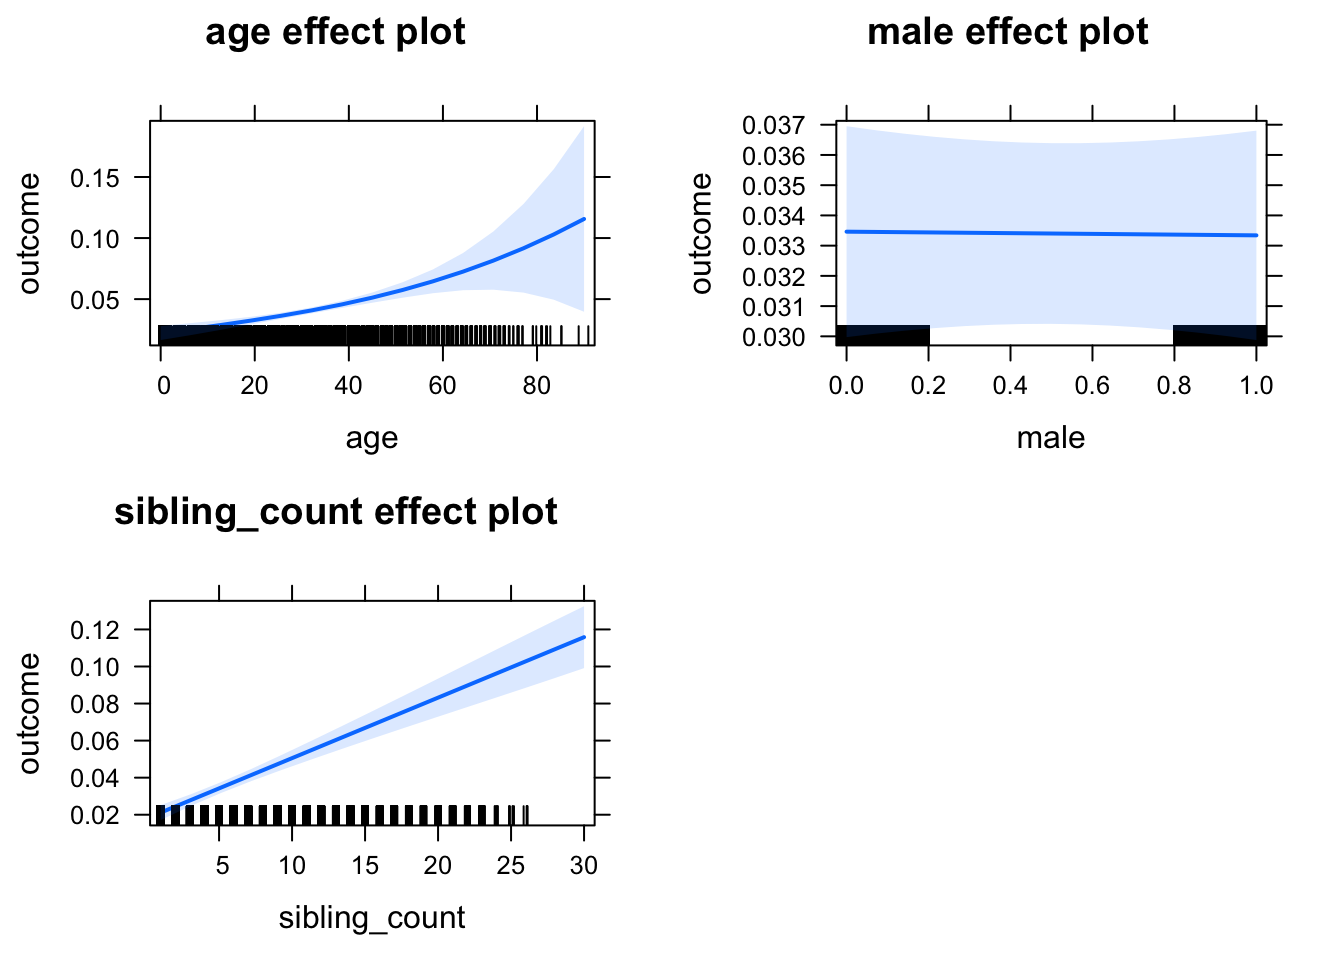 age effect plot
outcome
0.15
0.10
0.05
0 20 40 60 80
age
male effect plot
outcome
0.037
0.036
0.035
0.034
0.033
0.032
0.031
0.030
0.0 0.2 0.4 0.6 0.8 1.0
male
sibling_count effect plot
outcome
0.12
0.10
0.08
0.06
0.04
0.02
5 10 15 20 25 30
sibling_count